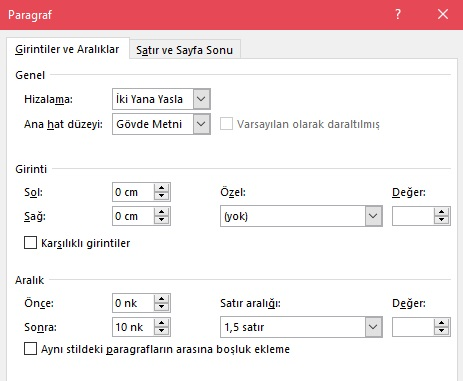 Paragraf ? ×
Girintiler ve Aralıklar Satır ve Sayfa Sonu
Genel
Hizalama: İki Yana Yasla
Ana hat düzeyi: Gövde Metni Varsayılan olarak daraltılmış
Girinti
Sol: 0 cm Özel: Değer:
Sağ: 0 cm (yok)
Karşılıklı girintiler
Aralık
Önce: 0 nk Satır aralığı: Değer:
Sonra: 10 nk 1,5 satır
Aynı stildeki paragrafların arasına boşluk ekleme